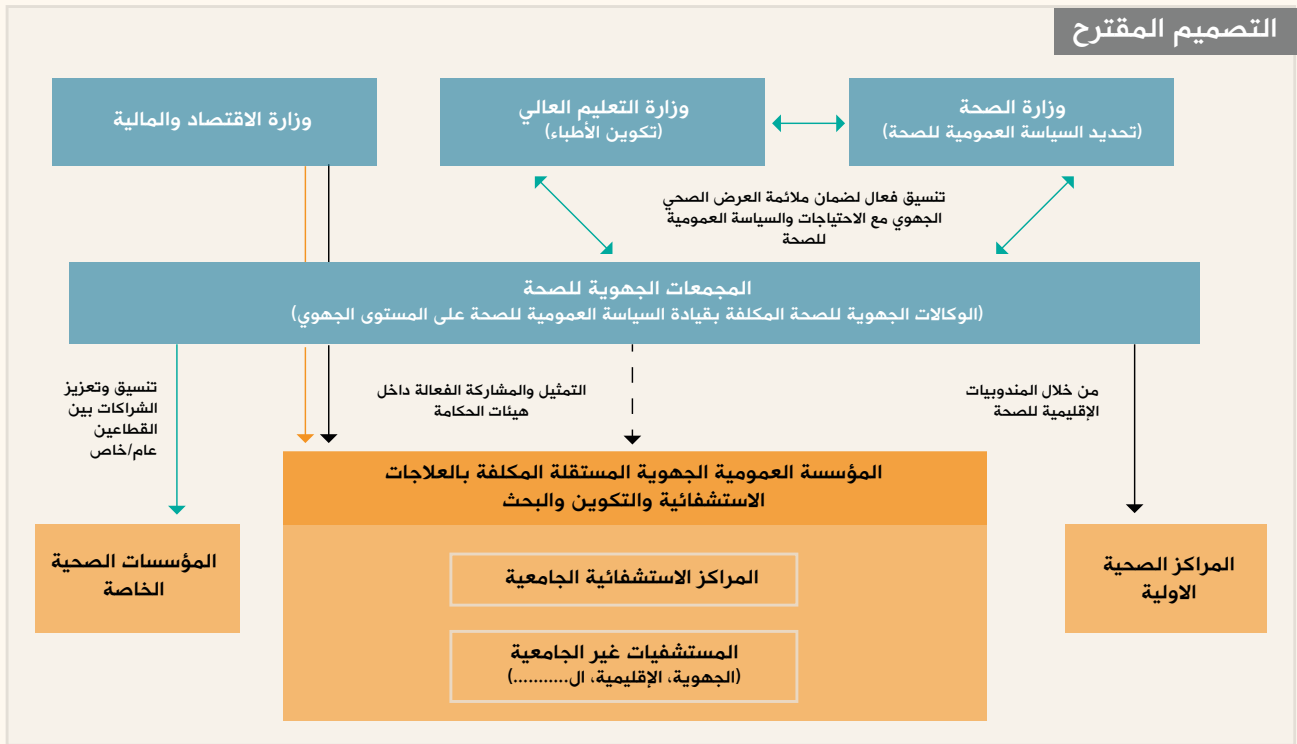 التصميم المقترح
وزارة الصحة
(تحديد السياسة العمومية للصحة)
وزارة التعليم العالي
(تكوين الأطباء)
وزارة الاقتصاد والمالية
تنسيق فعال لضمان ملائمة العرض الصحي
الجهوي مع الاحتياجات والسياسة العمومية
للصحة
المجمعات الجهوية للصحة
(الوكالات الجهوية للصحة المكلفة بقيادة السياسة العمومية للصحة على المستوى الجهوي)
من خلال المندوبيات
الإقليمية للصحة
التمثيل والمشاركة الفعالة داخل
هيئات الحكامة
تنسيق وتعزيز
الشراكات بين
القطاعين
عام/خاص
المؤسسة العمومية الجهوية المستقلة المكلفة بالعلاجات
الاستشفائية والتكوين والبحث
المراكز الصحية
الاولية
المراكز الاستشفائية الجامعية
المستشفيات غير الجامعية
(الجهوية، الإقليمية، ال...........)
المؤسسات الصحية
الخاصة